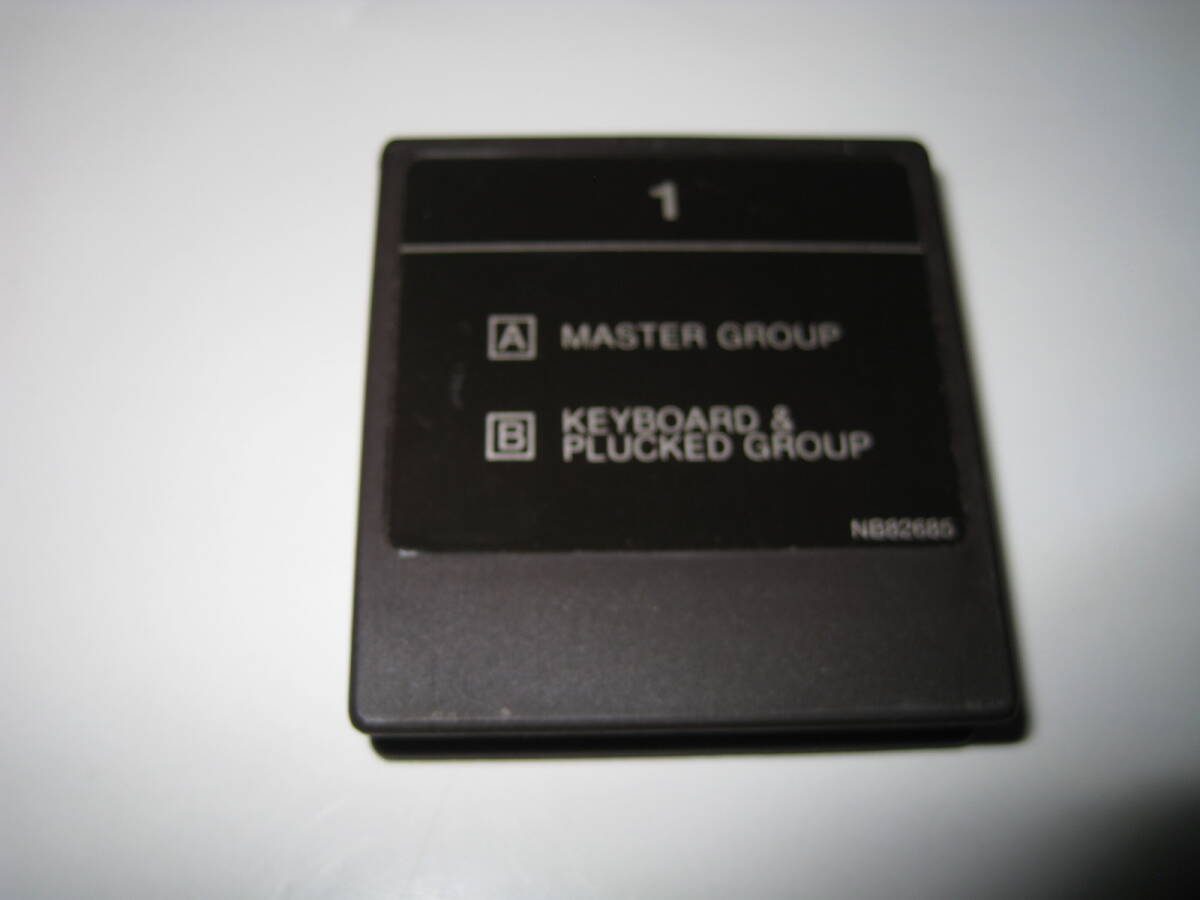 1
A MASTER GROUP
B KEYBOARD &
PLUCKED GROUP
NB82685